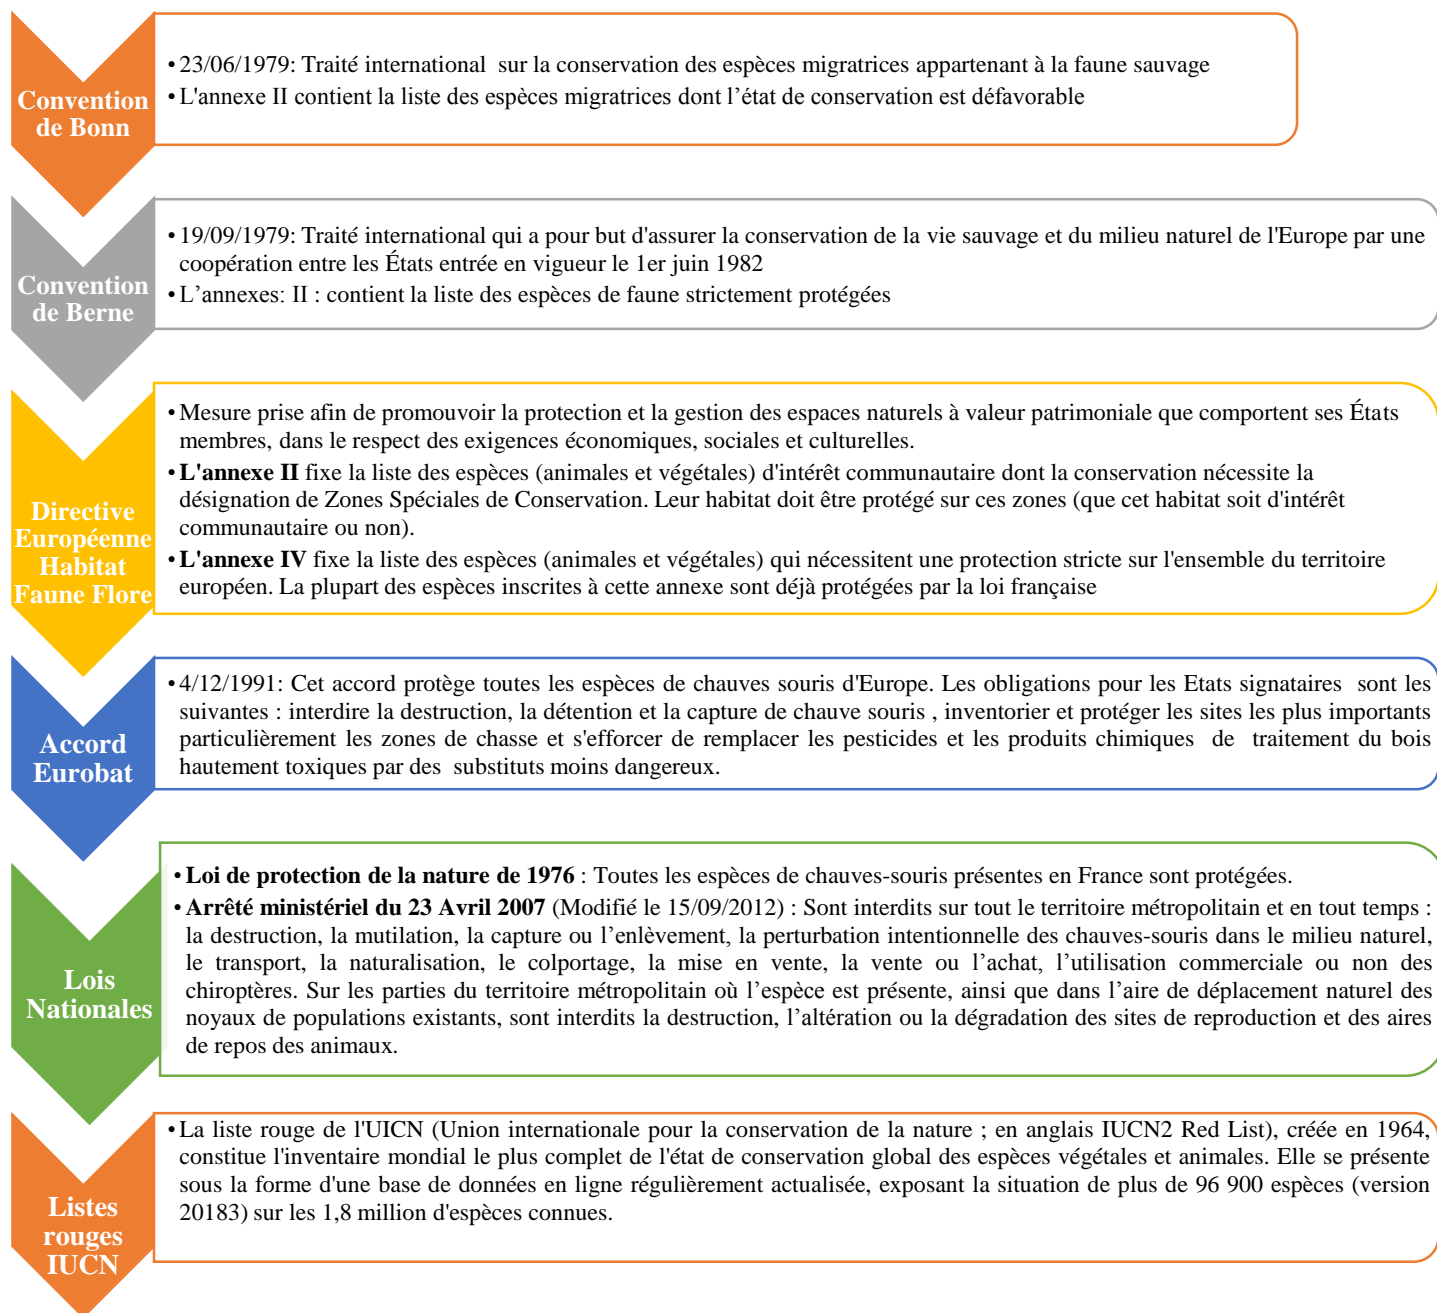 Convention
de Bonn
• 23/06/1979: Traité international  sur la conservation des espèces migratrices appartenant à la faune sauvage
• L'annexe II contient la liste des espèces migratrices dont l’état de conservation est défavorable
Convention
de Berne
• 19/09/1979: Traité international qui a pour but d'assurer la conservation de la vie sauvage et du milieu naturel de l'Europe par une
coopération entre les États entrée en vigueur le 1er juin 1982
• L’annexes: II : contient la liste des espèces de faune strictement protégées
Directive
Européenne
Habitat
Faune Flore
• Mesure prise afin de promouvoir la protection et la gestion des espaces naturels à valeur patrimoniale que comportent ses États
membres, dans le respect des exigences économiques, sociales et culturelles.
• L'annexe II fixe la liste des espèces (animales et végétales) d'intérêt communautaire dont la conservation nécessite la
désignation de Zones Spéciales de Conservation. Leur habitat doit être protégé sur ces zones (que cet habitat soit d'intérêt
communautaire ou non).
• L'annexe IV fixe la liste des espèces (animales et végétales) qui nécessitent une protection stricte sur l'ensemble du territoire
européen. La plupart des espèces inscrites à cette annexe sont déjà protégées par la loi française
Accord
Eurobat
• 4/12/1991: Cet accord protège toutes les espèces de chauves souris d'Europe. Les obligations pour les Etats signataires  sont les
suivantes : interdire la destruction, la détention et la capture de chauve souris , inventorier et protéger les sites les plus importants
particulièrement les zones de chasse et s'efforcer de remplacer les pesticides et les produits chimiques  de  traitement du bois
hautement toxiques par des  substituts moins dangereux.
Lois
Nationales
• Loi de protection de la nature de 1976 : Toutes les espèces de chauves-souris présentes en France sont protégées.
• Arrêté ministériel du 23 Avril 2007 (Modifié le 15/09/2012) : Sont interdits sur tout le territoire métropolitain et en tout temps :
la destruction, la mutilation, la capture ou l’enlèvement, la perturbation intentionnelle des chauves-souris dans le milieu naturel,
le transport, la naturalisation, le colportage, la mise en vente, la vente ou l’achat, l’utilisation commerciale ou non des
chiroptères. Sur les parties du territoire métropolitain où l’espèce est présente, ainsi que dans l’aire de déplacement naturel des
noyaux de populations existants, sont interdits la destruction, l’altération ou la dégradation des sites de reproduction et des aires
de repos des animaux.
Listes
rouges
IUCN
• La liste rouge de l'UICN (Union internationale pour la conservation de la nature ; en anglais IUCN2 Red List), créée en 1964,
constitue l'inventaire mondial le plus complet de l'état de conservation global des espèces végétales et animales. Elle se présente
sous la forme d'une base de données en ligne régulièrement actualisée, exposant la situation de plus de 96 900 espèces (version
20183) sur les 1,8 million d'espèces connues.